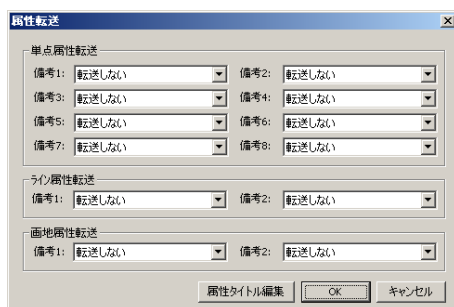 属性転送
単点属性転送
備考1: 転送しない 備考2: 転送しない
備考3: 転送しない 備考4: 転送しない
備考5: 転送しない 備考6: 転送しない
備考7: 転送しない 備考8: 転送しない
ﾗｲﾝ属性転送
備考1: 転送しない 備考2: 転送しない
画地属性転送
備考1: 転送しない 備考2: 転送しない
属性タイトル編集 OK キャンセル